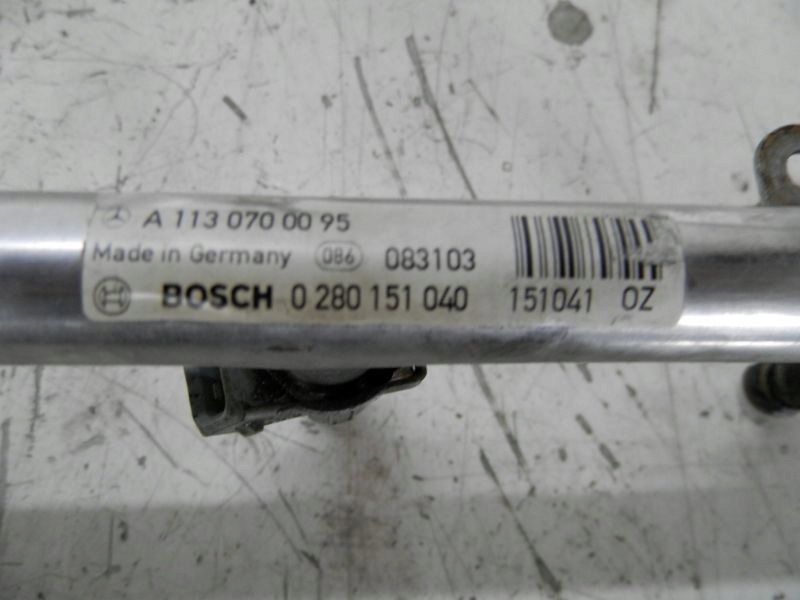 A 113 070 00 95
Made in Germany 086 083103
BOSCH 0 280 151 040 151041 OZ